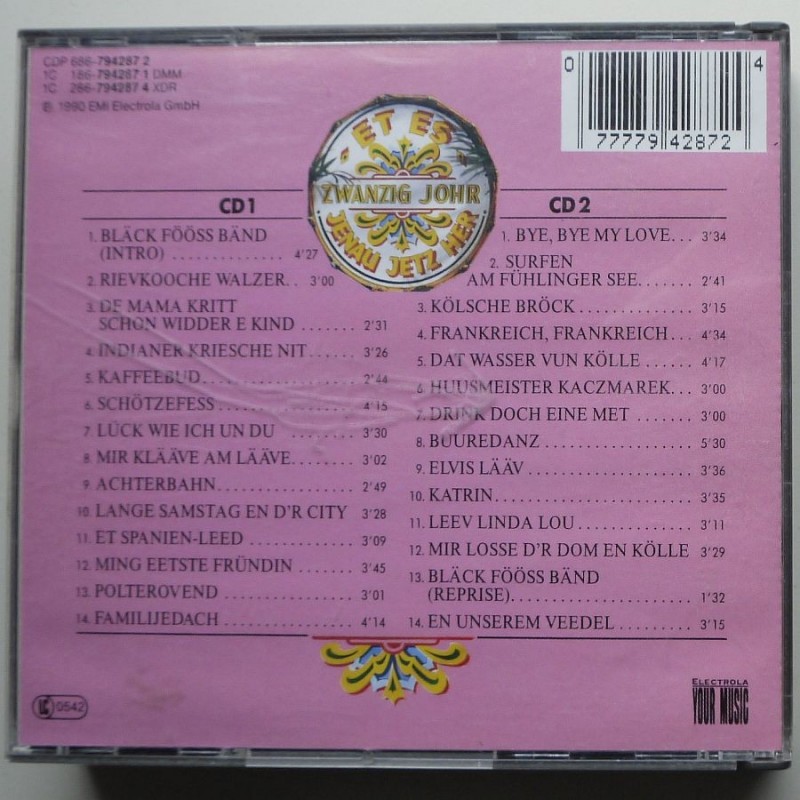 CDP 686-794287 2
1C 186-794287 1 DMM
1C 286-794287 4 XDR
℗ 1990 EMI Electrola GmbH
0 77779 42872 4
ET ES
ZWANZIG JOHR
JENAU JETZ HER
CD 1
1. BLÄCK FÖÖSS BÄND
(INTRO) .............. 4'27
2. RIEVKOOCHE WALZER. . 3'00
3. DE MAMA KRITT
SCHON WIDDER E KIND ....... 2'31
4. INDIANER KRIESCHE NIT....... 3'26
5. KAFFEEBUD................... 2'44
6. SCHÖTZEFESS ................. 4'15
7. LÜCK WIE ICH UN DU .......... 3'30
8. MIR KLÄÄVE AM LÄÄVE......... 3'02
9. ACHTERBAHN................. 2'49
10. LANGE SAMSTAG EN D'R CITY 3'28
11. ET SPANIEN-LEED .............. 3'09
12. MING EETSTE FRÜNDIN ........ 3'45
13. POLTEROVEND ................ 3'01
14. FAMILIJEDACH................. 4'14
CD 2
1. BYE, BYE MY LOVE. . . 3'34
2. SURFEN
AM FÜHLINGER SEE. . . . 2'41
3. KÖLSCHE BRÖCK............. 3'15
4. FRANKREICH, FRANKREICH. . . 4'34
5. DAT WASSER VUN KÖLLE ...... 4'17
6. HUUSMEISTER KACZMAREK. . . 3'00
7. DRINK DOCH EINE MET ........ 3'00
8. BUUREDANZ ................. 5'30
9. ELVIS LÄÄV ................... 3'36
10. KATRIN....................... 3'35
11. LEEV LINDA LOU.............. 3'11
12. MIR LOSSE D'R DOM EN KÖLLE 3'29
13. BLÄCK FÖÖSS BÄND
(REPRISE)..................... 1'32
14. EN UNSEREM VEEDEL ......... 3'15
LC 0542
ELECTROLA
YOUR MUSIC